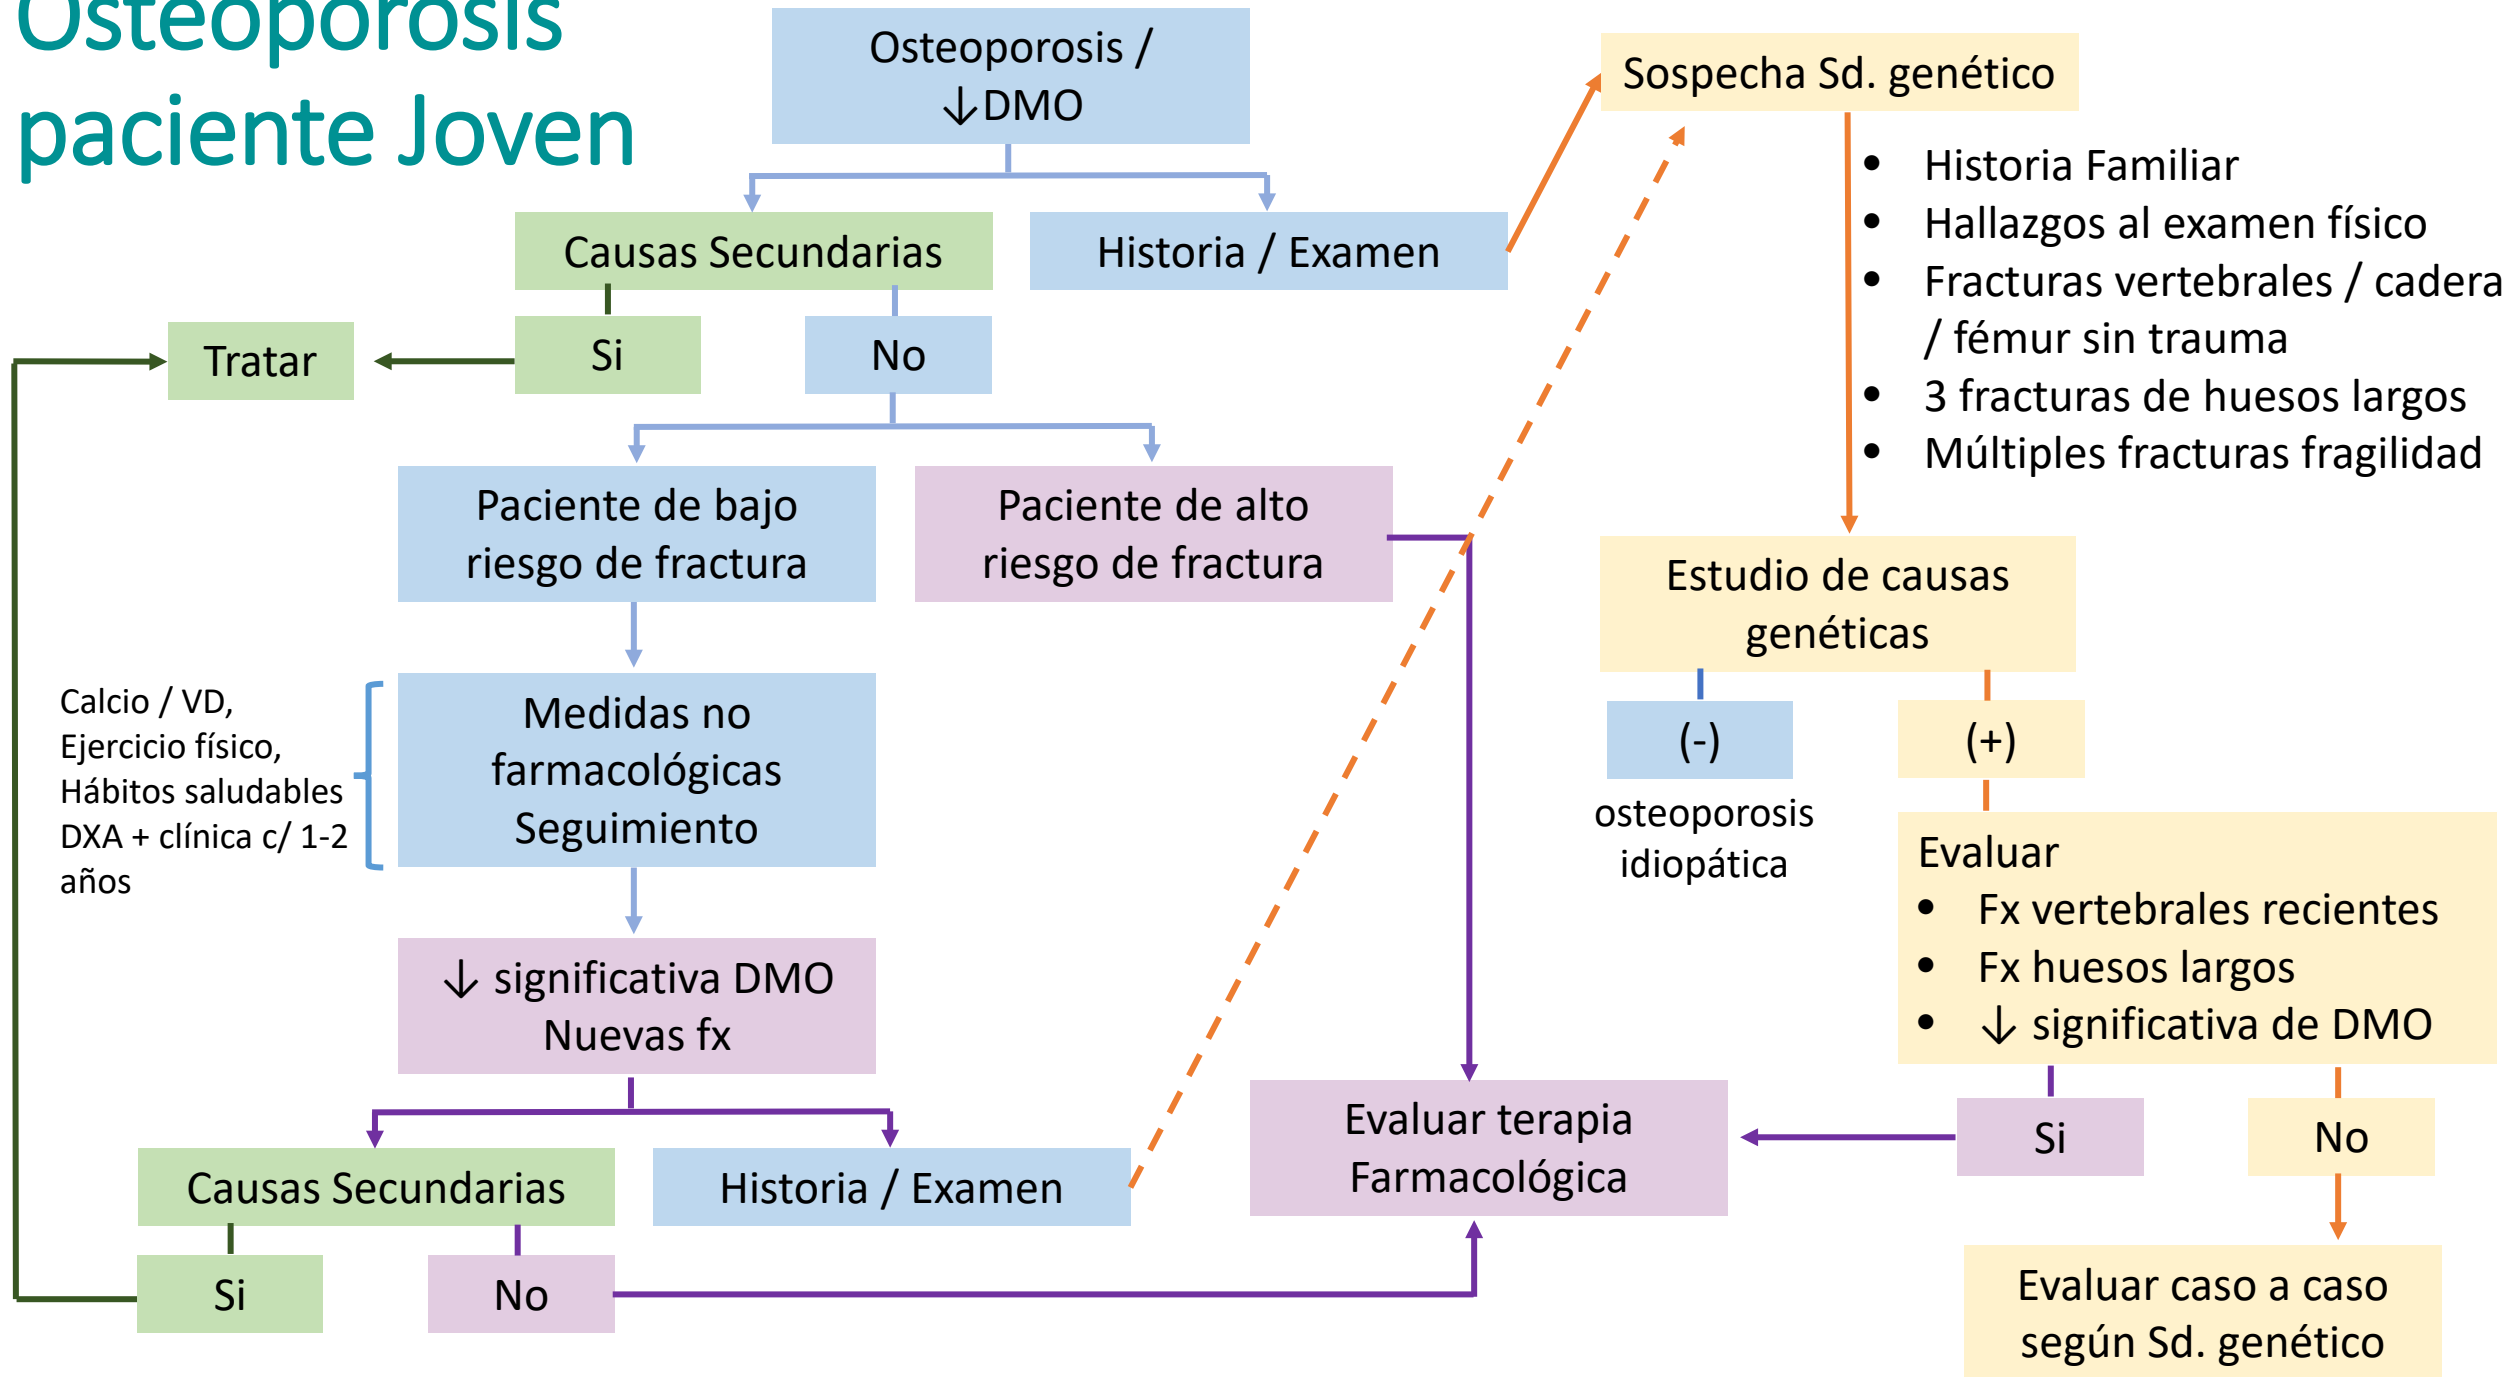 Osteoporosis
paciente Joven
Osteoporosis /
↓DMO
Causas Secundarias
Historia / Examen
Si
No
Tratar
Paciente de bajo
riesgo de fractura
Paciente de alto
riesgo de fractura
Calcio / VD,
Ejercicio físico,
Hábitos saludables
DXA + clínica c/ 1-2
años
Medidas no
farmacológicas
Seguimiento
↓ significativa DMO
Nuevas fx
Causas Secundarias
Historia / Examen
Si
No
Evaluar terapia
Farmacológica
Sospecha Sd. genético
• Historia Familiar
• Hallazgos al examen físico
• Fracturas vertebrales / cadera
/ fémur sin trauma
• 3 fracturas de huesos largos
• Múltiples fracturas fragilidad
Estudio de causas
genéticas
(-)
(+)
osteoporosis
idiopática
Evaluar
• Fx vertebrales recientes
• Fx huesos largos
• ↓ significativa de DMO
Si
No
Evaluar caso a caso
según Sd. genético